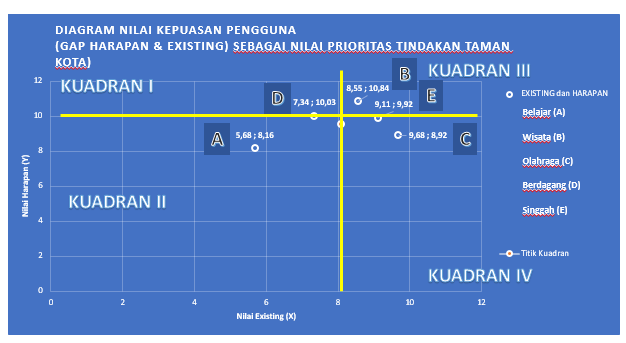 DIAGRAM NILAI KEPUASAN PENGGUNA
(GAP HARAPAN & EXISTING) SEBAGAI NILAI PRIORITAS TINDAKAN TAMAN
KOTA)
KUADRAN I
KUADRAN III
KUADRAN II
KUADRAN IV
A
D
B
E
C
5,68 ; 8,16
7,34 ; 10,03
8,55 ; 10,84
9,11 ; 9,92
9,68 ; 8,92
12
10
8
6
4
2
0
0 2 4 6 8 10 12
Nilai Harapan (Y)
Nilai Existing (X)
EXISTING dan HARAPAN
Belajar (A)
Wisata (B)
Olahraga (C)
Berdagang (D)
Singgah (E)
Titik Kuadran